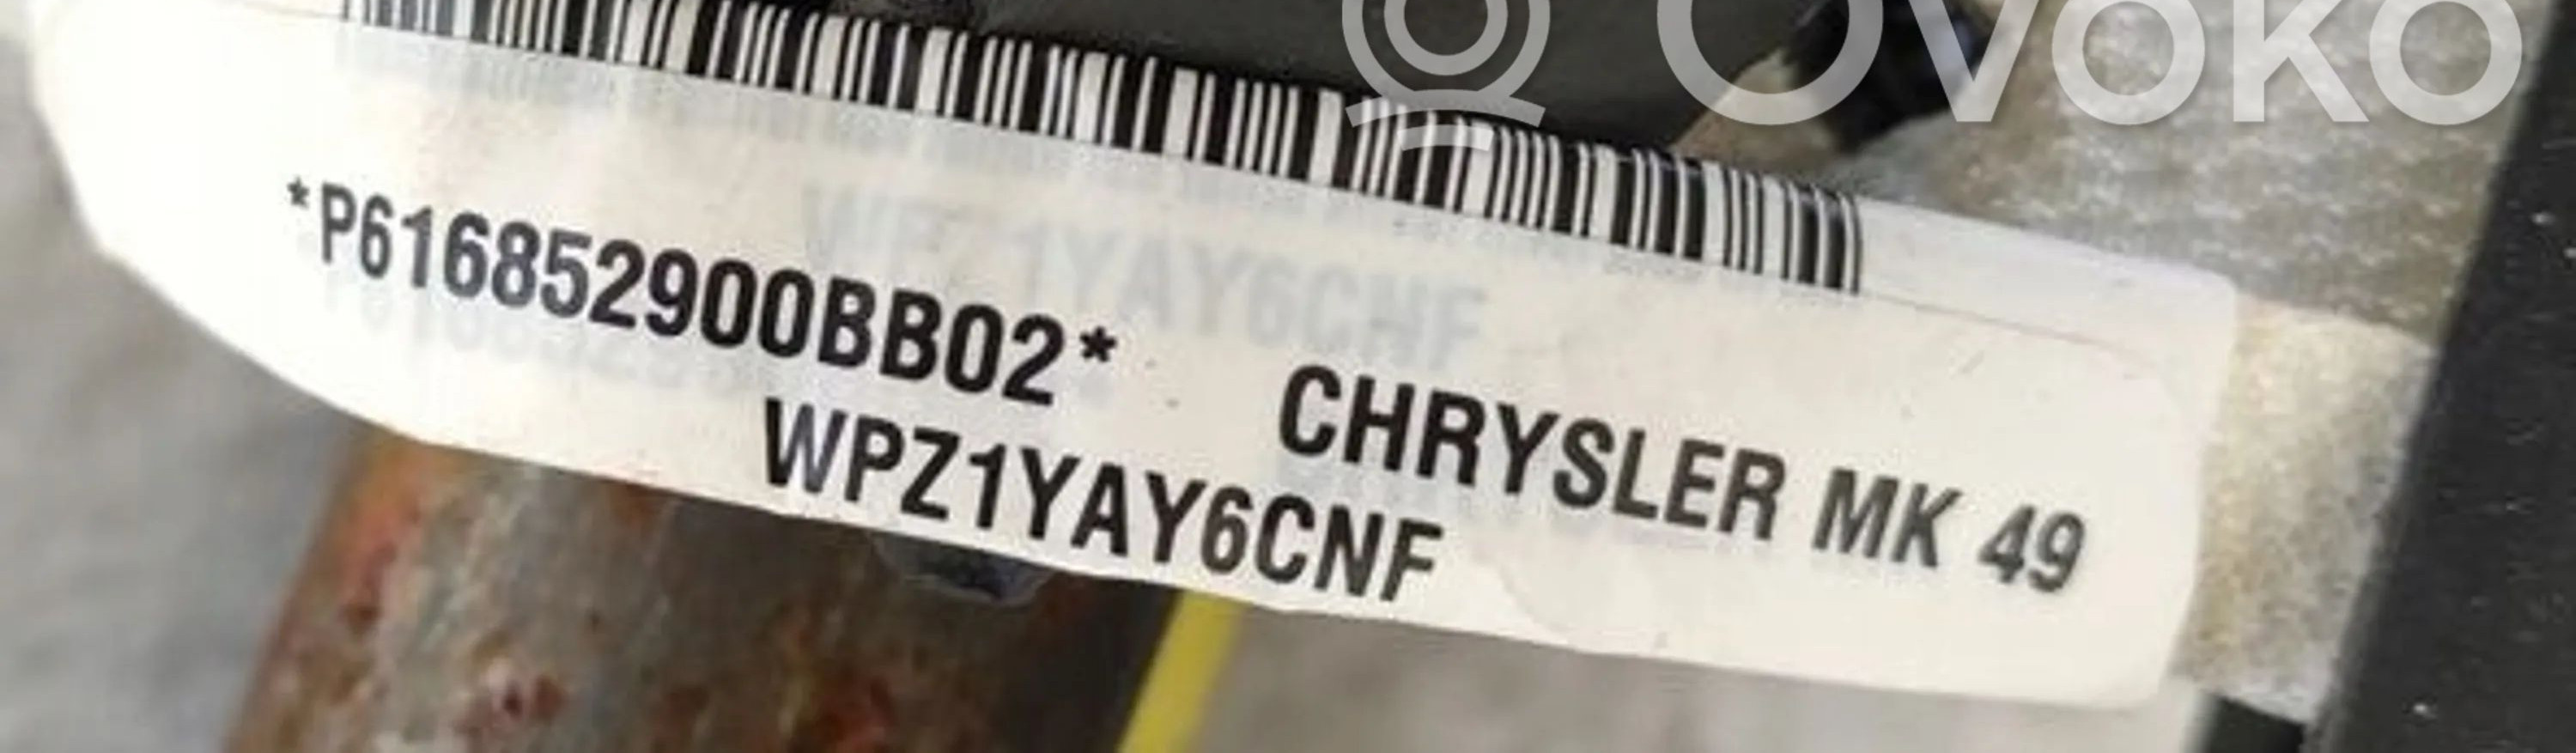 Ovoko
*P616852900BB02* CHRYSLER MK 49
WPZ1YAY6CNF